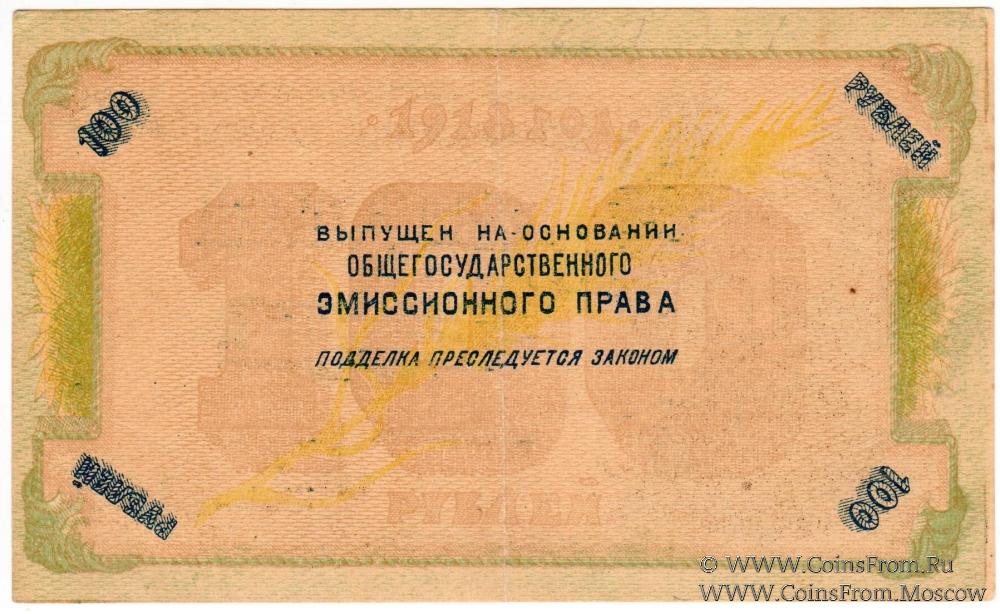 100 РУБЛЕЙ
1918 ГОД.
ВЫПУЩЕН НА-ОСНОВАНИИ
ОБЩЕГОСУДАРСТВЕННОГО
ЭМИССИОННОГО ПРАВА
ПОДДЕЛКА ПРЕСЛЕДУЕТСЯ ЗАКОНОМ
100
РУБЛЕЙ
РУБЛЕЙ 100
© WWW.CoinsFrom.Ru
WWW.CoinsFrom.Moscow